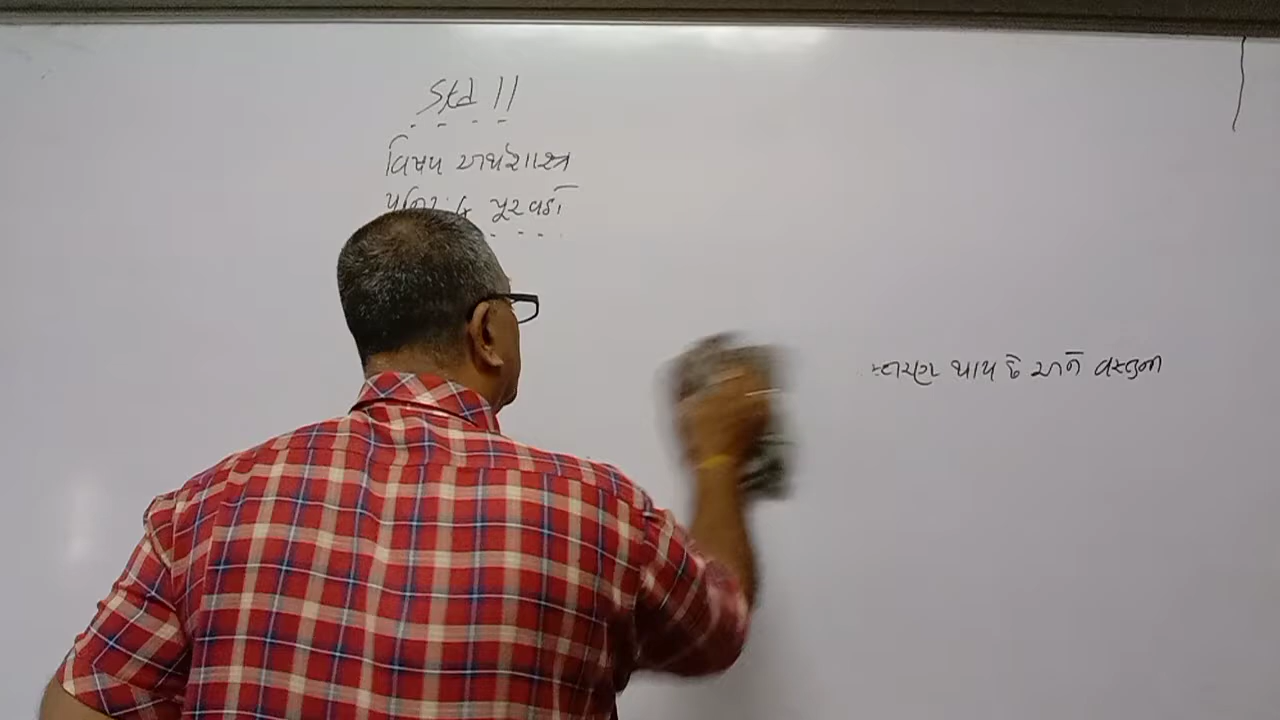 Std 11
વિષય અર્થશાસ્ત્ર
પુરવઠો
થાય છે અને વસ્તુના